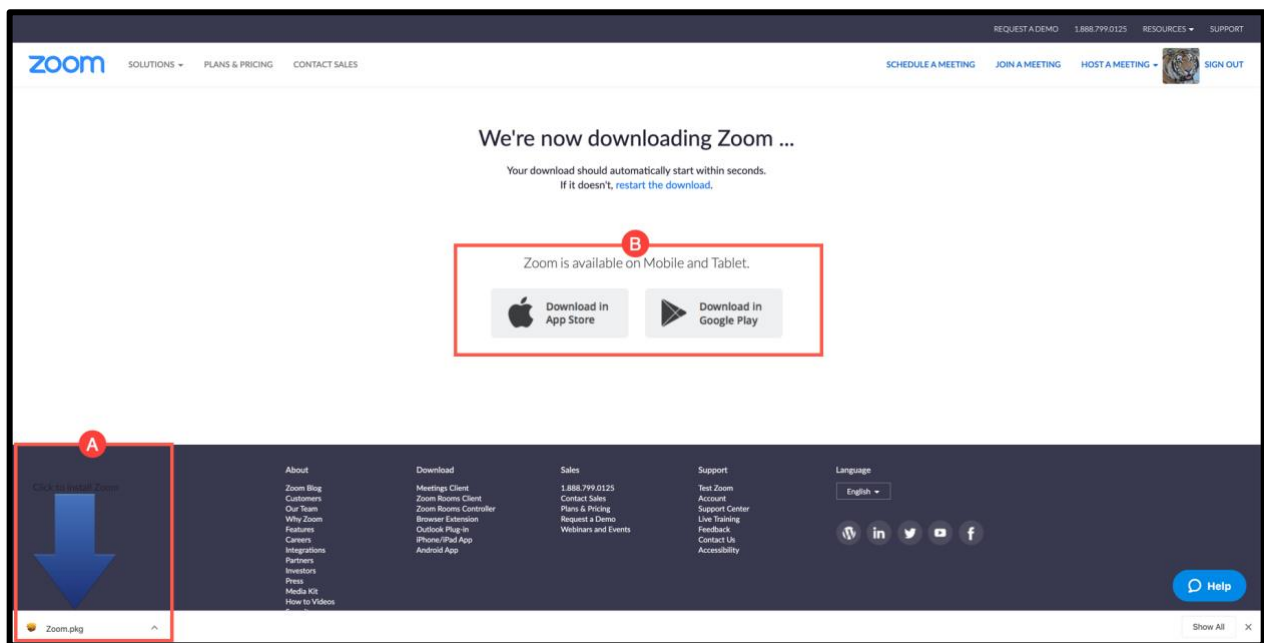 REQUEST A DEMO 1.888.799.0125 RESOURCES SUPPORT
zoom SOLUTIONS PLANS & PRICING CONTACT SALES SCHEDULE A MEETING JOIN A MEETING HOST A MEETING SIGN OUT
We're now downloading Zoom ...
Your download should automatically start within seconds.
If it doesn't, restart the download.
B
Zoom is available on Mobile and Tablet.
Download in
App Store
Download in
Google Play
A
Click to Install Zoom
About
Zoom Blog
Customers
Our Team
Why Zoom
Features
Careers
Integrations
Partners
Investors
Press
Media Kit
How to Videos
Download
Meetings Client
Zoom Rooms Client
Zoom Rooms Controller
Browser Extension
Outlook Plug-in
iPhone/iPad App
Android App
Sales
1.888.799.0125
Contact Sales
Plans & Pricing
Request a Demo
Webinars and Events
Support
Test Zoom
Account
Support Center
Live Training
Feedback
Contact Us
Accessibility
Language
English
in
f
Help
Zoom.pkg
Show All X